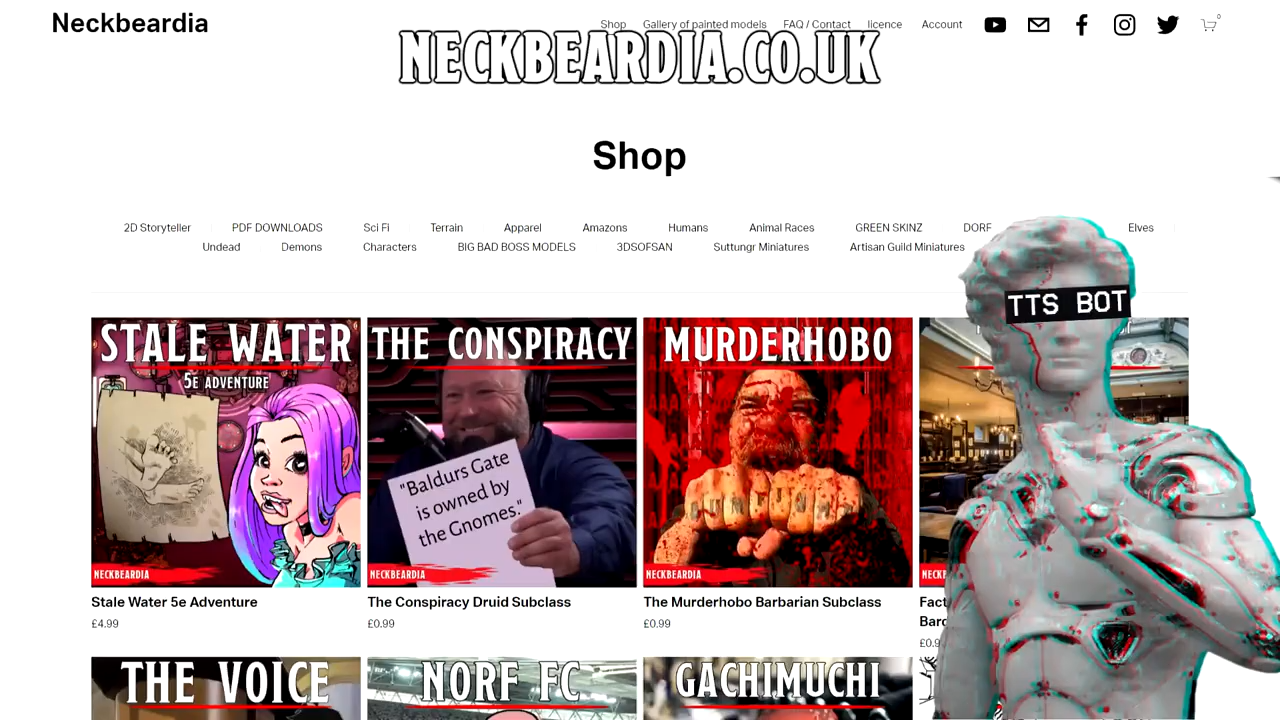 Neckbeardia
Shop Gallery of painted models FAQ / Contact licence Account 0
NECKBEARDIA.CO.UK
Shop
2D Storyteller PDF DOWNLOADS Sci Fi Terrain Apparel Amazons Humans Animal Races GREEN SKINZ DORF Elves
Undead Demons Characters BIG BAD BOSS MODELS 3DSOFSAN Suttungr Miniatures Artisan Guild Miniatures
TTS BOT
STALE WATER
5E ADVENTURE
THE CONSPIRACY
MURDERHOBO
"Baldurs Gate
is owned by
the Gnomes."
NECKBEARDIA
NECKBEARDIA
NECKBEARDIA
Stale Water 5e Adventure
£4.99
The Conspiracy Druid Subclass
£0.99
The Murderhobo Barbarian Subclass
£0.99
THE VOICE
NORF FC
GACHIMUCHI